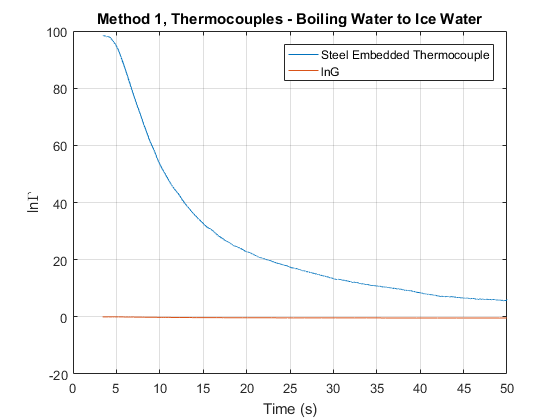 Method 1, Thermocouples - Boiling Water to Ice Water
Steel Embedded Thermocouple
lnG
100
80
60
40
20
0
-20
lnΓ
0 5 10 15 20 25 30 35 40 45 50
Time (s)